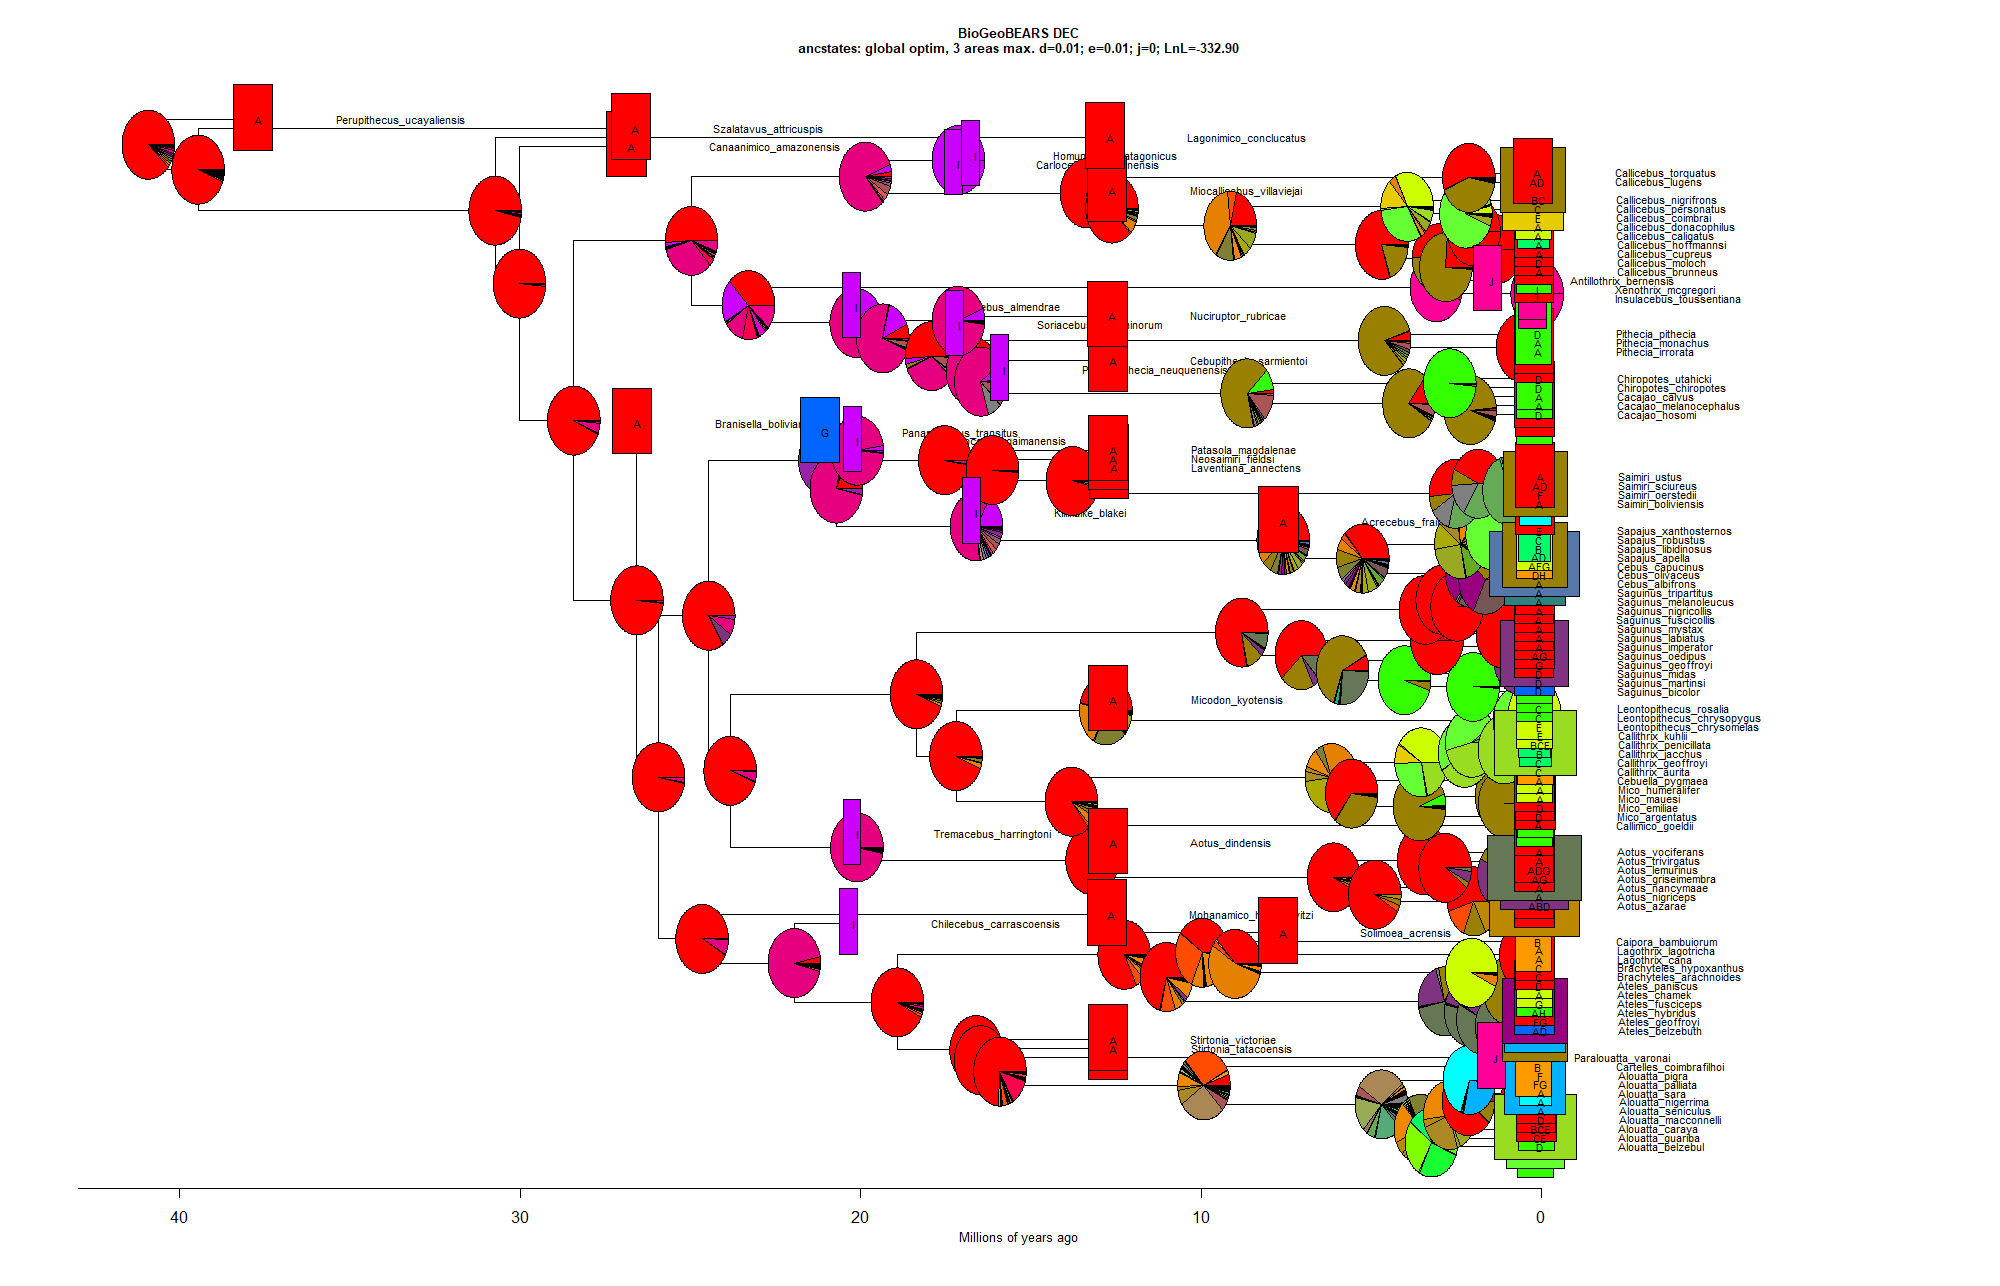 BioGeoBEARS DEC
ancstates: global optim, 3 areas max. d=0.01; e=0.01; j=0; LnL=-332.90
A Perupithecus_ucayaliensis
A Szalatavus_attricuspis
A Canaanimico_amazonensis
A Lagonimico_conclucatus
A Miocallicebus_villaviejai
A Nuciruptor_rubricae
A Cebupithecia_sarmientoi
A
G
I
J Antillothrix_bernensis
Xenothrix_mcgregori
Insulacebus_toussentiana
Callicebus_torquatus
Callicebus_lugens
Callicebus_nigrifrons
Callicebus_personatus
Callicebus_coimbrai
Callicebus_donacophilus
Callicebus_caligatus
Callicebus_hoffmannsi
Callicebus_cupreus
Callicebus_moloch
Callicebus_brunneus
Pithecia_pithecia
Pithecia_monachus
Pithecia_irrorata
Chiropotes_utahicki
Chiropotes_chiropotes
Cacajao_calvus
Cacajao_melanocephalus
Cacajao_hosomi
A Patasola_magdalenae
A Neosaimiri_fieldsi
A Laventiana_annectens
Saimiri_ustus
Saimiri_sciureus
Saimiri_oerstedii
Saimiri_boliviensis
Sapajus_xanthosternos
Sapajus_robustus
Sapajus_libidinosus
Sapajus_apella
Cebus_capucinus
Cebus_olivaceus
Cebus_albifrons
Saguinus_tripartitus
Saguinus_melanoleucus
Saguinus_nigricollis
Saguinus_fuscicollis
Saguinus_mystax
Saguinus_labiatus
Saguinus_imperator
Saguinus_oedipus
Saguinus_geoffroyi
Saguinus_midas
Saguinus_martinsi
Saguinus_bicolor
A Micodon_kyotensis
Leontopithecus_rosalia
Leontopithecus_chrysopygus
Leontopithecus_chrysomelas
Callithrix_kuhlii
Callithrix_penicillata
Callithrix_jacchus
Callithrix_geoffroyi
Callithrix_aurita
Cebuella_pygmaea
Mico_humeralifer
Mico_mauesi
Mico_emiliae
Mico_argentatus
Callimico_goeldii
I Tremacebus_harringtoni
A Aotus_dindensis
Aotus_vociferans
Aotus_trivirgatus
Aotus_lemurinus
Aotus_griseimembra
Aotus_nancymaae
Aotus_nigriceps
Aotus_azarae
I Chilecebus_carrascoensis
A
A Solimoea_acrensis
Caipora_bambuiorum
Lagothrix_lagotricha
Lagothrix_cana
Brachyteles_hypoxanthus
Brachyteles_arachnoides
Ateles_paniscus
Ateles_chamek
Ateles_fusciceps
Ateles_hybridus
Ateles_geoffroyi
Ateles_belzebuth
A Stirtonia_victoriae
A Stirtonia_tatacoensis
J Paralouatta_varonai
Cartelles_coimbrafilhoi
Alouatta_pigra
Alouatta_palliata
Alouatta_sara
Alouatta_nigerrima
Alouatta_seniculus
Alouatta_macconnelli
Alouatta_caraya
Alouatta_guariba
Alouatta_belzebul
40 30 20 10 0
Millions of years ago